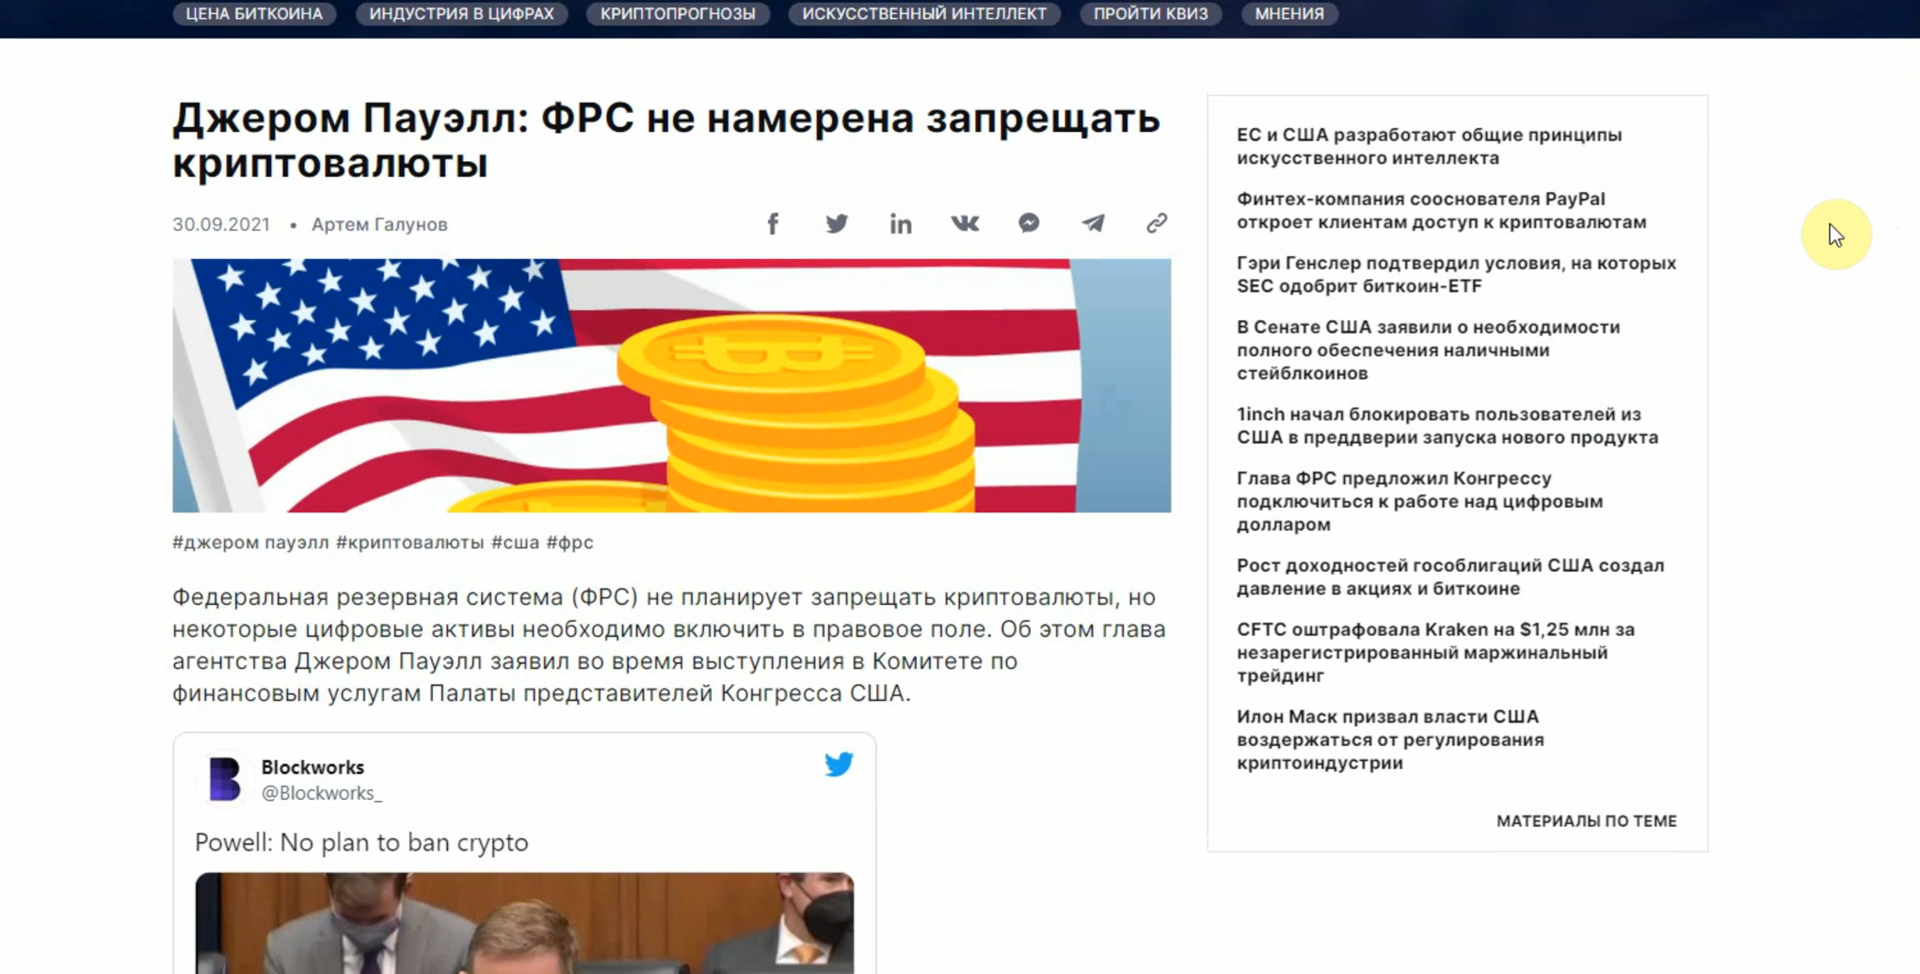 ЦЕНА БИТКОИНА ИНДУСТРИЯ В ЦИФРАХ КРИПТОПРОГНОЗЫ ИСКУССТВЕННЫЙ ИНТЕЛЛЕКТ ПРОЙТИ КВИЗ МНЕНИЯ
Джером Пауэлл: ФРС не намерена запрещать
криптовалюты
30.09.2021 • Артем Галунов
#джером пауэлл #криптовалюты #сша #фрс
Федеральная резервная система (ФРС) не планирует запрещать криптовалюты, но
некоторые цифровые активы необходимо включить в правовое поле. Об этом глава
агентства Джером Пауэлл заявил во время выступления в Комитете по
финансовым услугам Палаты представителей Конгресса США.
Blockworks
@Blockworks_
Powell: No plan to ban crypto
ЕС и США разработают общие принципы
искусственного интеллекта
Финтех-компания сооснователя PayPal
откроет клиентам доступ к криптовалютам
Гэри Генслер подтвердил условия, на которых
SEC одобрит биткоин-ETF
В Сенате США заявили о необходимости
полного обеспечения наличными
стейблкоинов
1inch начал блокировать пользователей из
США в преддверии запуска нового продукта
Глава ФРС предложил Конгрессу
подключиться к работе над цифровым
долларом
Рост доходностей гособлигаций США создал
давление в акциях и биткоине
CFTC оштрафовала Kraken на $1,25 млн за
незарегистрированный маржинальный
трейдинг
Илон Маск призвал власти США
воздержаться от регулирования
криптоиндустрии
МАТЕРИАЛЫ ПО ТЕМЕ